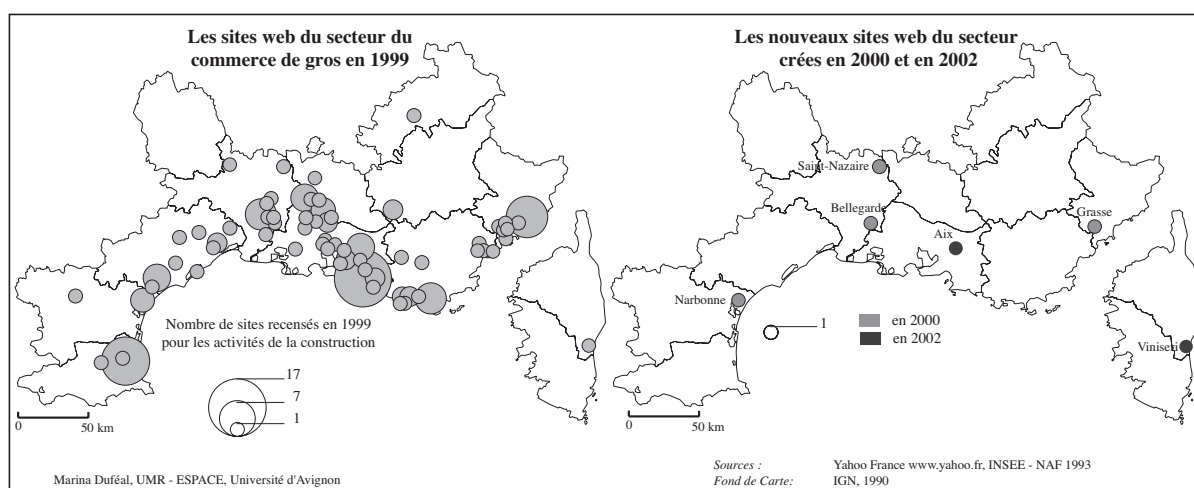 Les sites web du secteur du
commerce de gros en 1999
Nombre de sites recensés en 1999
pour les activités de la construction
17
7
1
0 50 km
Marina Duféal, UMR - ESPACE, Université d'Avignon
Les nouveaux sites web du secteur
crées en 2000 et en 2002
Saint-Nazaire
Bellegarde
Grasse
Aix
Narbonne
1
en 2000
en 2002
Viniseri
0 50 km
Sources : Yahoo France www.yahoo.fr, INSEE - NAF 1993
Fond de Carte: IGN, 1990